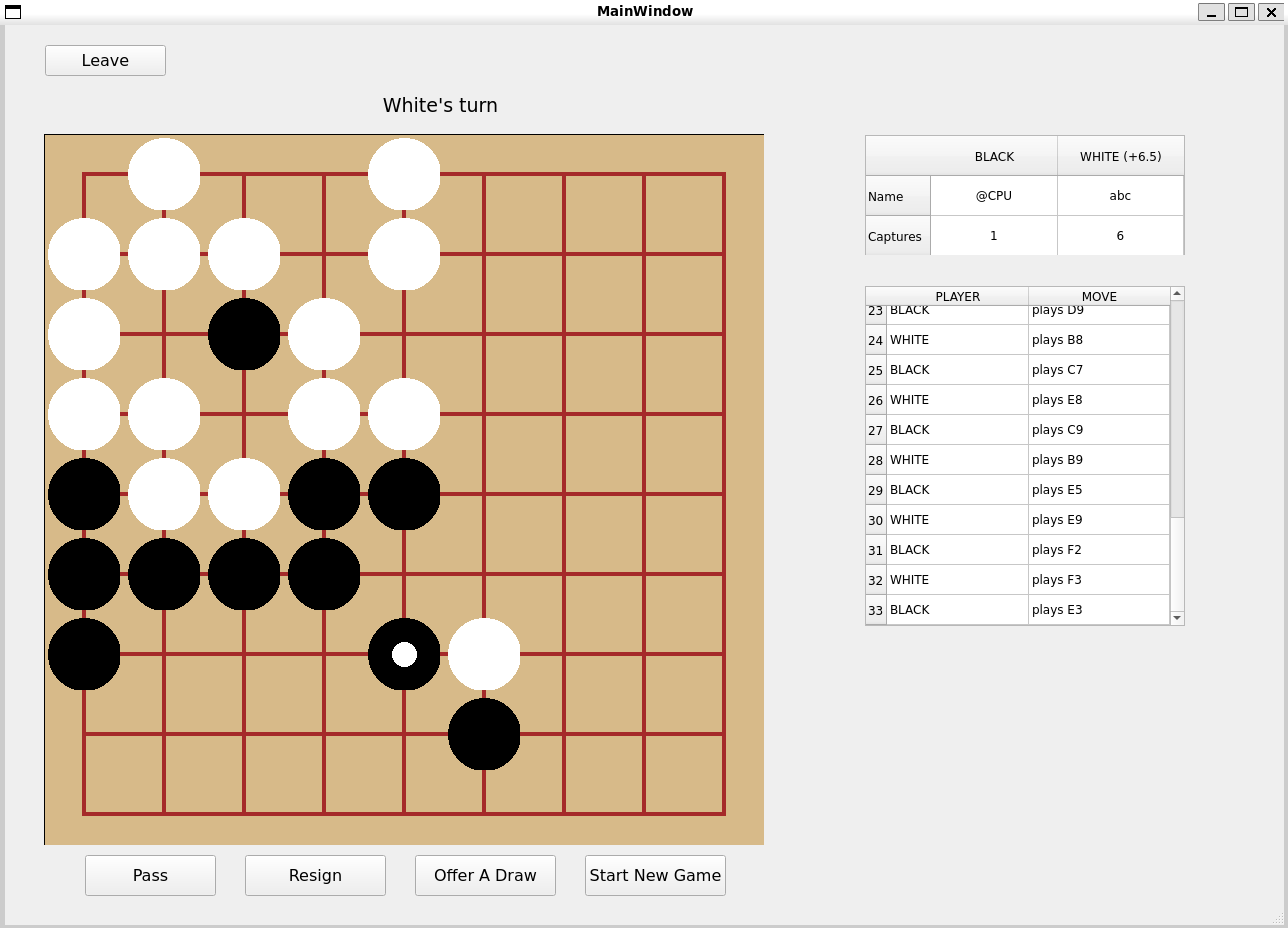 MainWindow
Leave
White's turn
BLACK WHITE (+6.5)
Name @CPU abc
Captures 1 6
PLAYER MOVE
23 BLACK plays D9
24 WHITE plays B8
25 BLACK plays C7
26 WHITE plays E8
27 BLACK plays C9
28 WHITE plays B9
29 BLACK plays E5
30 WHITE plays E9
31 BLACK plays F2
32 WHITE plays F3
33 BLACK plays E3
Pass Resign Offer A Draw Start New Game